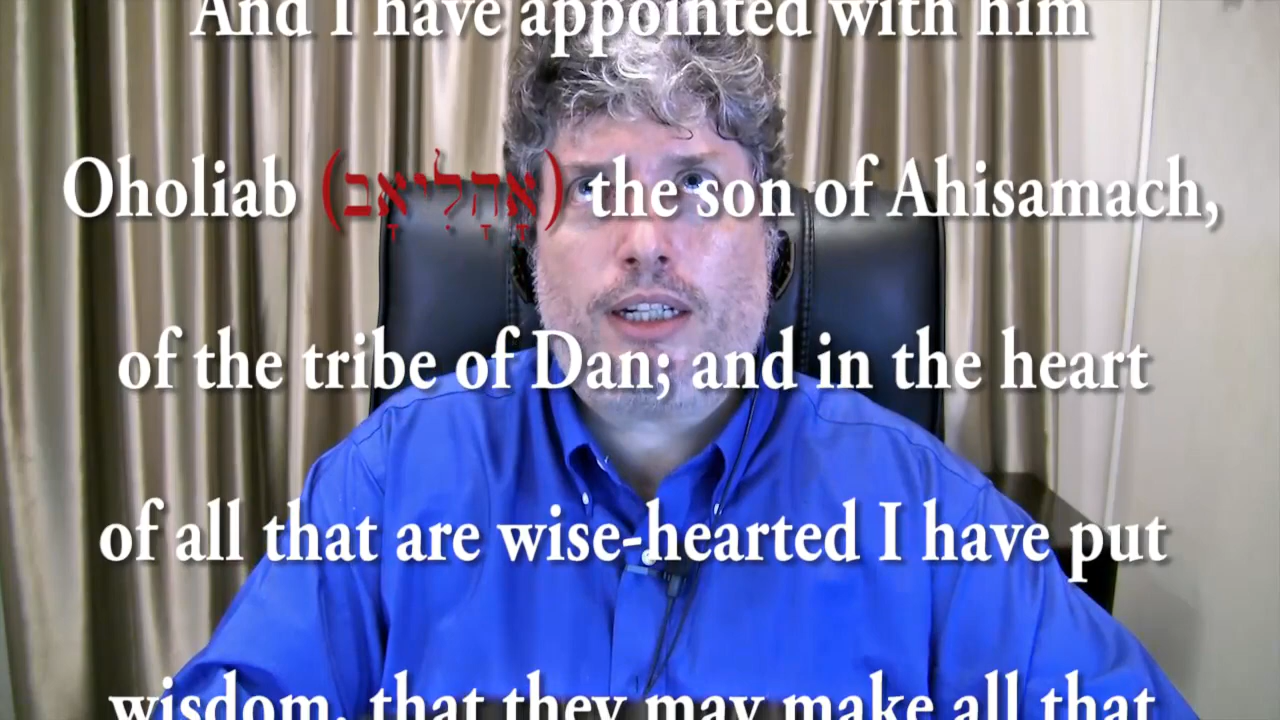 And I have appointed with him
Oholiab (אָהֳלִיאָב) the son of Ahisamach,
of the tribe of Dan; and in the heart
of all that are wise-hearted I have put
wisdom, that they may make all that